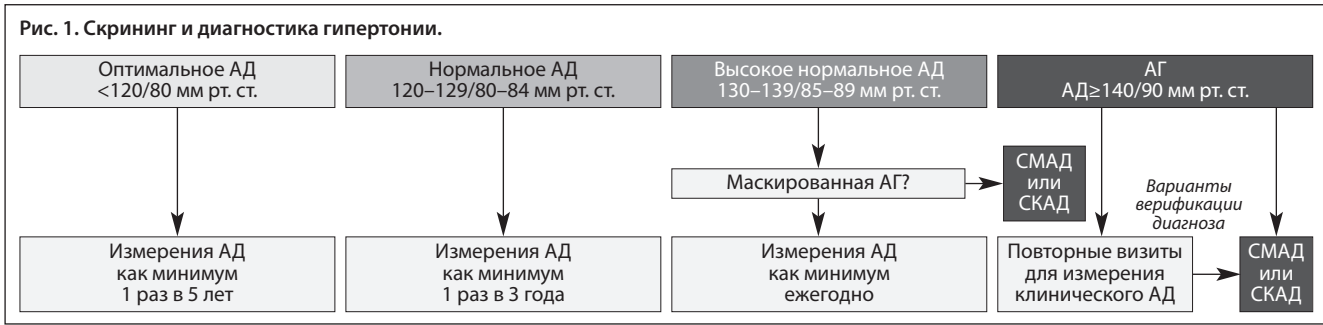 Рис. 1. Скрининг и диагностика гипертонии.
Оптимальное АД
<120/80 мм рт. ст.
Нормальное АД
120–129/80–84 мм рт. ст.
Высокое нормальное АД
130–139/85–89 мм рт. ст.
АГ
АД≥140/90 мм рт. ст.
Маскированная АГ?
СМАД
или
СКАД
Варианты
верификации
диагноза
Измерения АД
как минимум
1 раз в 5 лет
Измерения АД
как минимум
1 раз в 3 года
Измерения АД
как минимум
ежегодно
Повторные визиты
для измерения
клинического АД
СМАД
или
СКАД